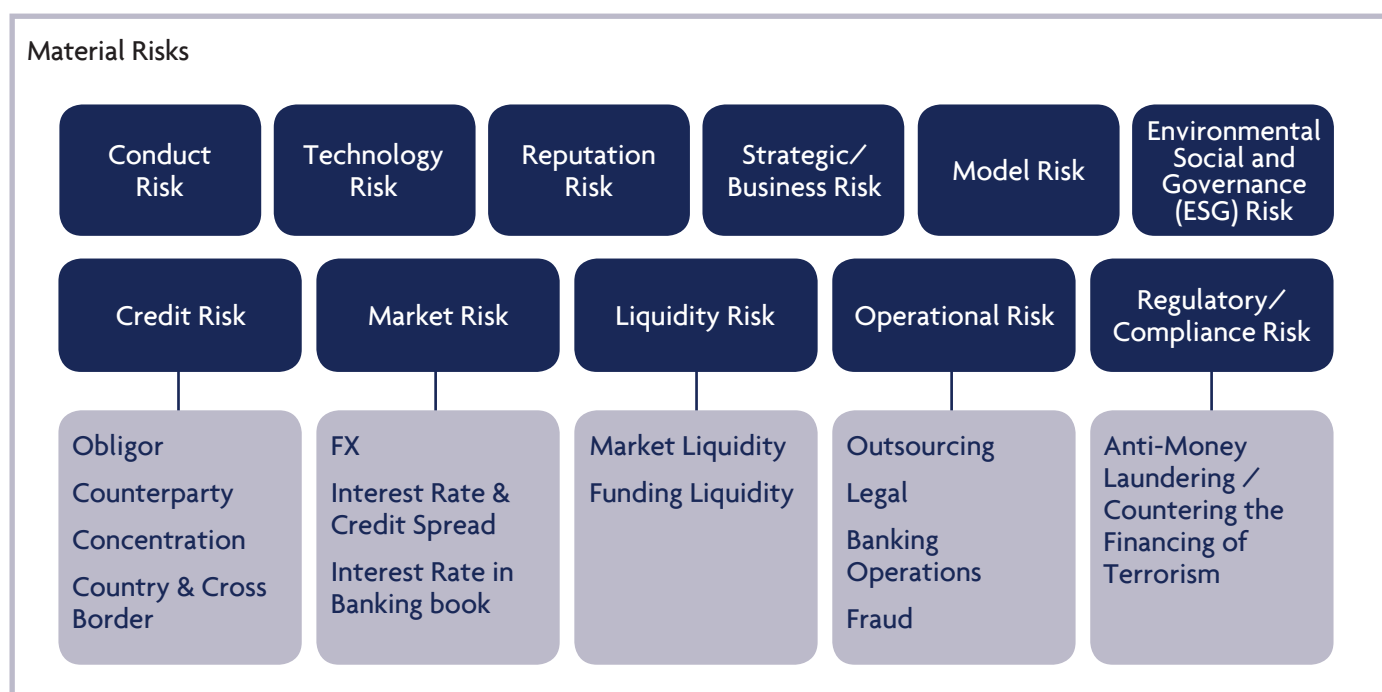 Material Risks
Conduct
Risk
Technology
Risk
Reputation
Risk
Strategic/
Business Risk
Model Risk
Environmental
Social and
Governance
(ESG) Risk
Credit Risk
Market Risk
Liquidity Risk
Operational Risk
Regulatory/
Compliance Risk
Obligor
Counterparty
Concentration
Country & Cross
Border
FX
Interest Rate &
Credit Spread
Interest Rate in
Banking book
Market Liquidity
Funding Liquidity
Outsourcing
Legal
Banking
Operations
Fraud
Anti-Money
Laundering /
Countering the
Financing of
Terrorism